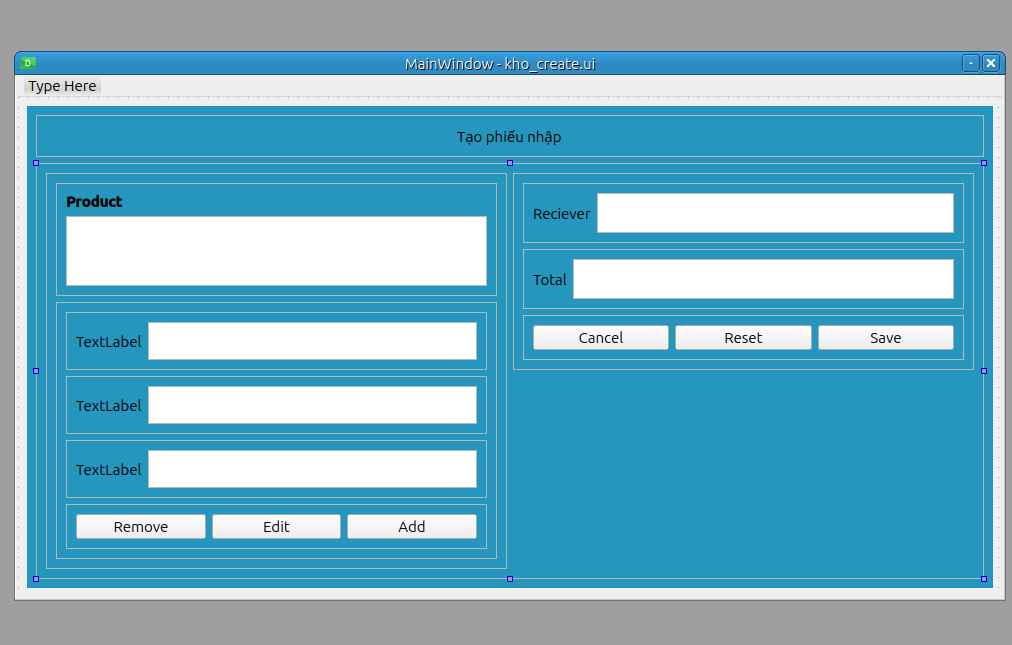 MainWindow - kho_create.ui
Type Here
Tạo phiếu nhập
Product
TextLabel
TextLabel
TextLabel
Remove Edit Add
Reciever
Total
Cancel Reset Save